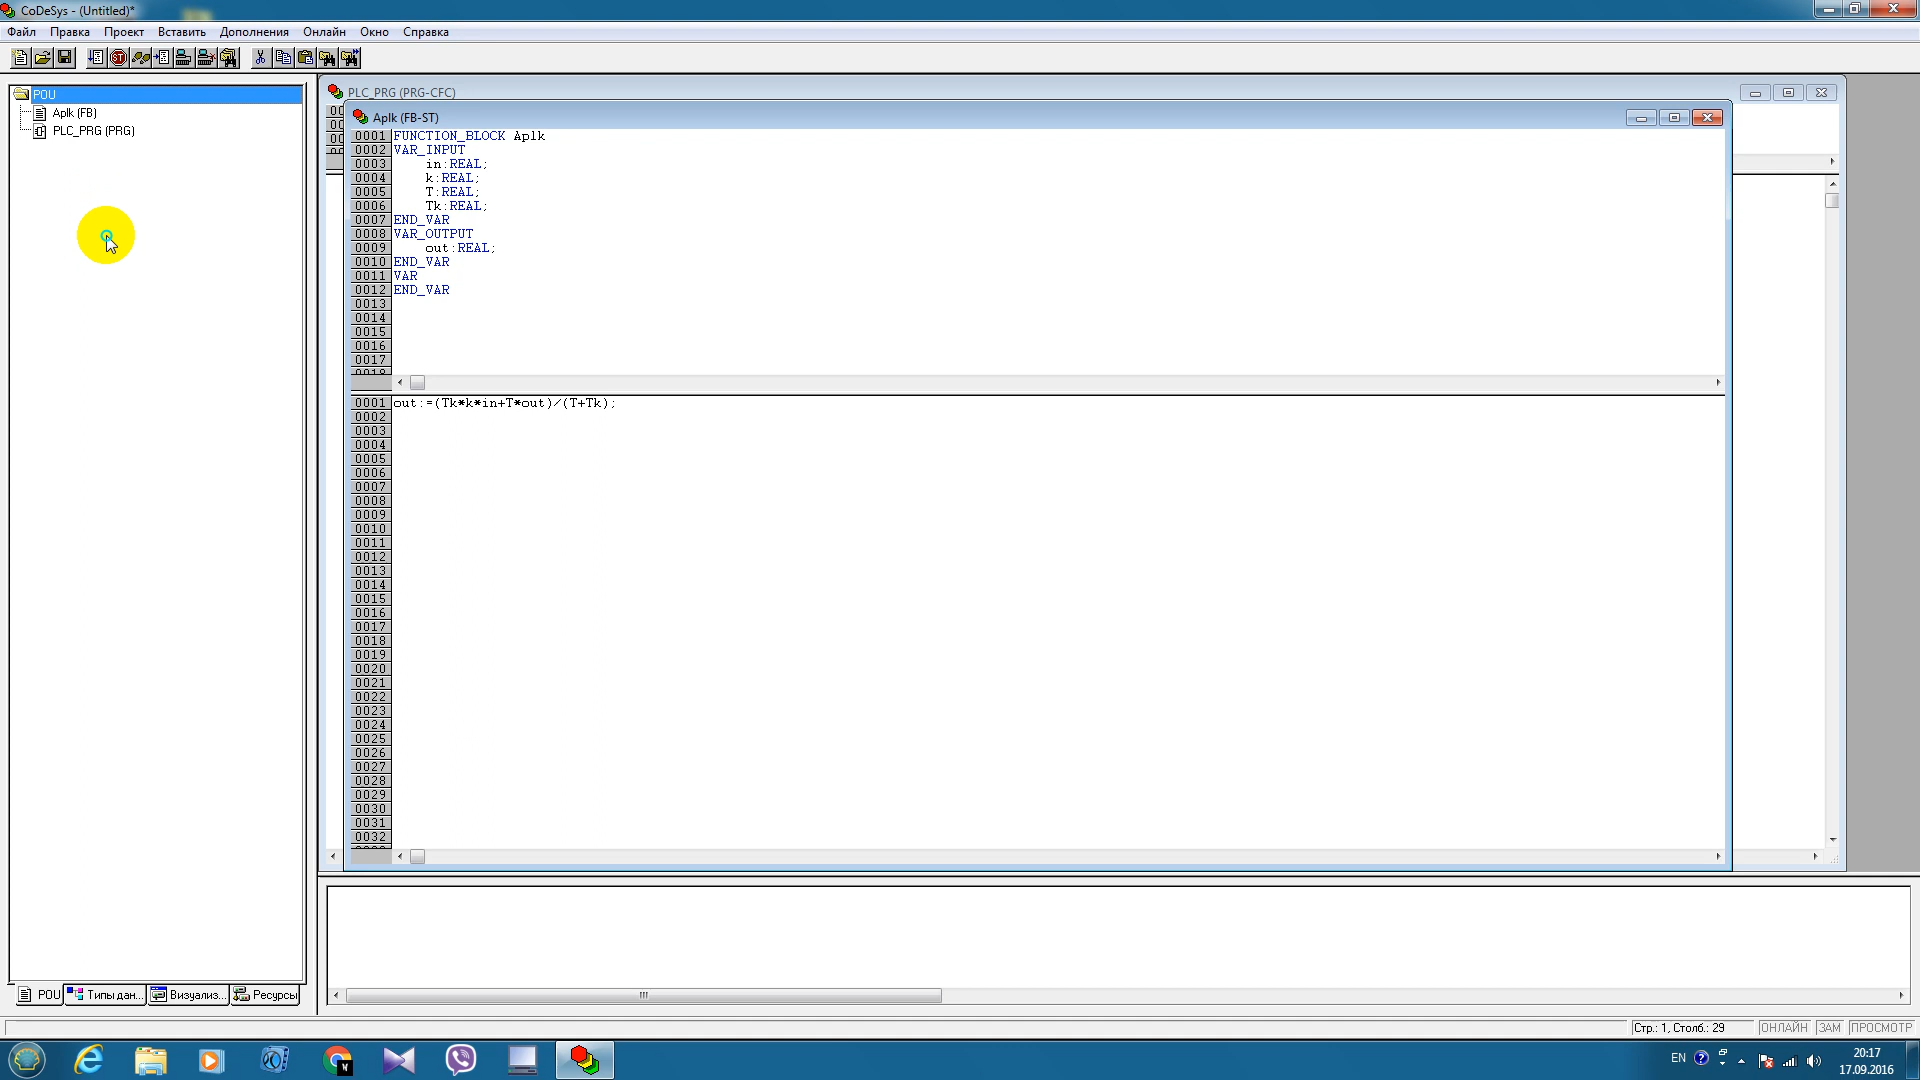 CoDeSys - (Untitled)*
Файл Правка Проект Вставить Дополнения Онлайн Окно Справка
POU
Aplk (FB)
PLC_PRG (PRG)
PLC_PRG (PRG-CFC)
Aplk (FB-ST)
0001 FUNCTION_BLOCK Aplk
0002 VAR_INPUT
0003 in:REAL;
0004 k:REAL;
0005 T:REAL;
0006 Tk:REAL;
0007 END_VAR
0008 VAR_OUTPUT
0009 out:REAL;
0010 END_VAR
0011 VAR
0012 END_VAR
0013
0014
0015
0016
0017
0018
0001 out:=(Tk*k*in+T*out)/(T+Tk);
0002
0003
0004
0005
0006
0007
0008
0009
0010
0011
0012
0013
0014
0015
0016
0017
0018
0019
0020
0021
0022
0023
0024
0025
0026
0027
0028
0029
0030
0031
0032
POU Типы дан... Визуализ... Ресурсы
Стр.: 1, Столб.: 29 ОНЛАЙН ЗАМ ПРОСМОТР
EN 20:17
17.09.2016